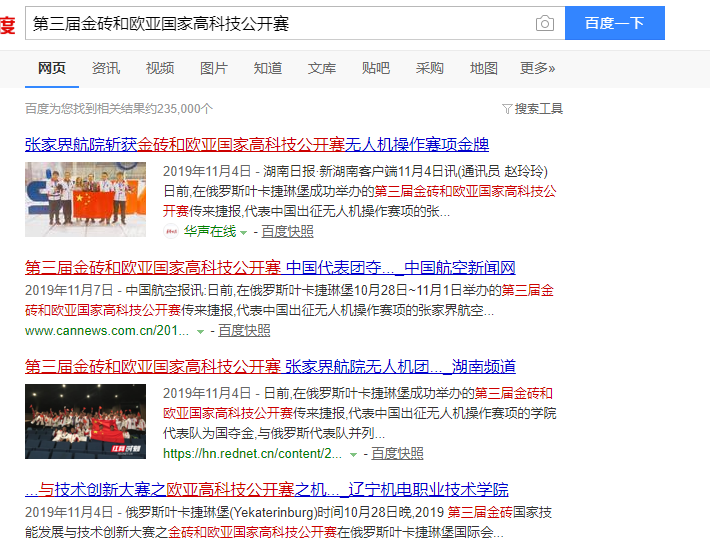 度 第三届金砖和欧亚国家高科技公开赛 百度一下
网页 资讯 视频 图片 知道 文库 贴吧 采购 地图 更多»
百度为您找到相关结果约235,000个 搜索工具
张家界航院斩获金砖和欧亚国家高科技公开赛无人机操作赛项金牌
2019年11月4日 - 湖南日报·新湖南客户端11月4日讯(通讯员 赵玲玲)
日前,在俄罗斯叶卡捷琳堡成功举办的第三届金砖和欧亚国家高科技公
开赛传来捷报,代表中国出征无人机操作赛项的张...
华声在线 - 百度快照
第三届金砖和欧亚国家高科技公开赛 中国代表团夺..._中国航空新闻网
2019年11月7日 - 中国航空报讯:日前,在俄罗斯叶卡捷琳堡10月28日~11月1日举办的第三届金
砖和欧亚国家高科技公开赛传来捷报,代表中国出征无人机操作赛项的张家界航空...
www.cannews.com.cn/201... - 百度快照
第三届金砖和欧亚国家高科技公开赛 张家界航院无人机团..._湖南频道
2019年11月4日 - 日前,在俄罗斯叶卡捷琳堡成功举办的第三届金砖和
欧亚国家高科技公开赛传来捷报,代表中国出征无人机操作赛项的学院
代表队为国夺金,与俄罗斯代表队并列...
https://hn.rednet.cn/content/2... - 百度快照
...与技术创新大赛之欧亚高科技公开赛之机..._辽宁机电职业技术学院
2019年11月4日 - 俄罗斯叶卡捷琳堡(Yekaterinburg)时间10月28日晚,2019 第三届金砖国家技
能发展与技术创新大赛之金砖和欧亚国家高科技公开赛在俄罗斯叶卡捷琳堡国际会...